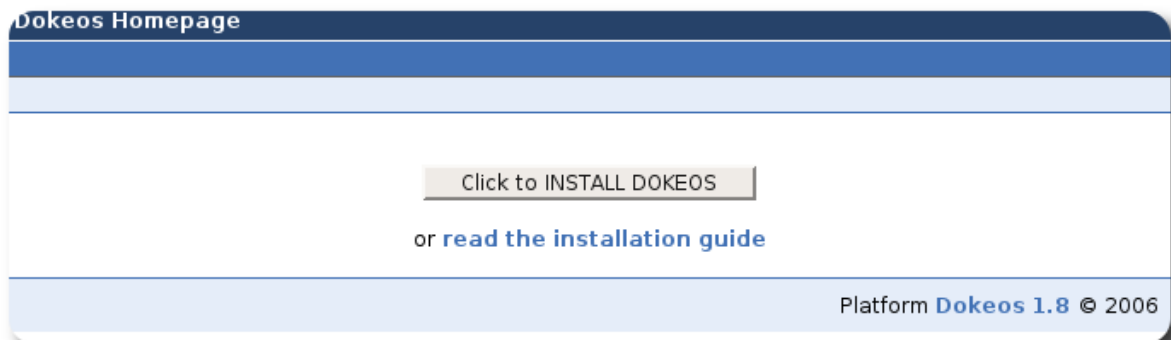 Dokeos Homepage
Click to INSTALL DOKEOS
or read the installation guide
Platform Dokeos 1.8 © 2006